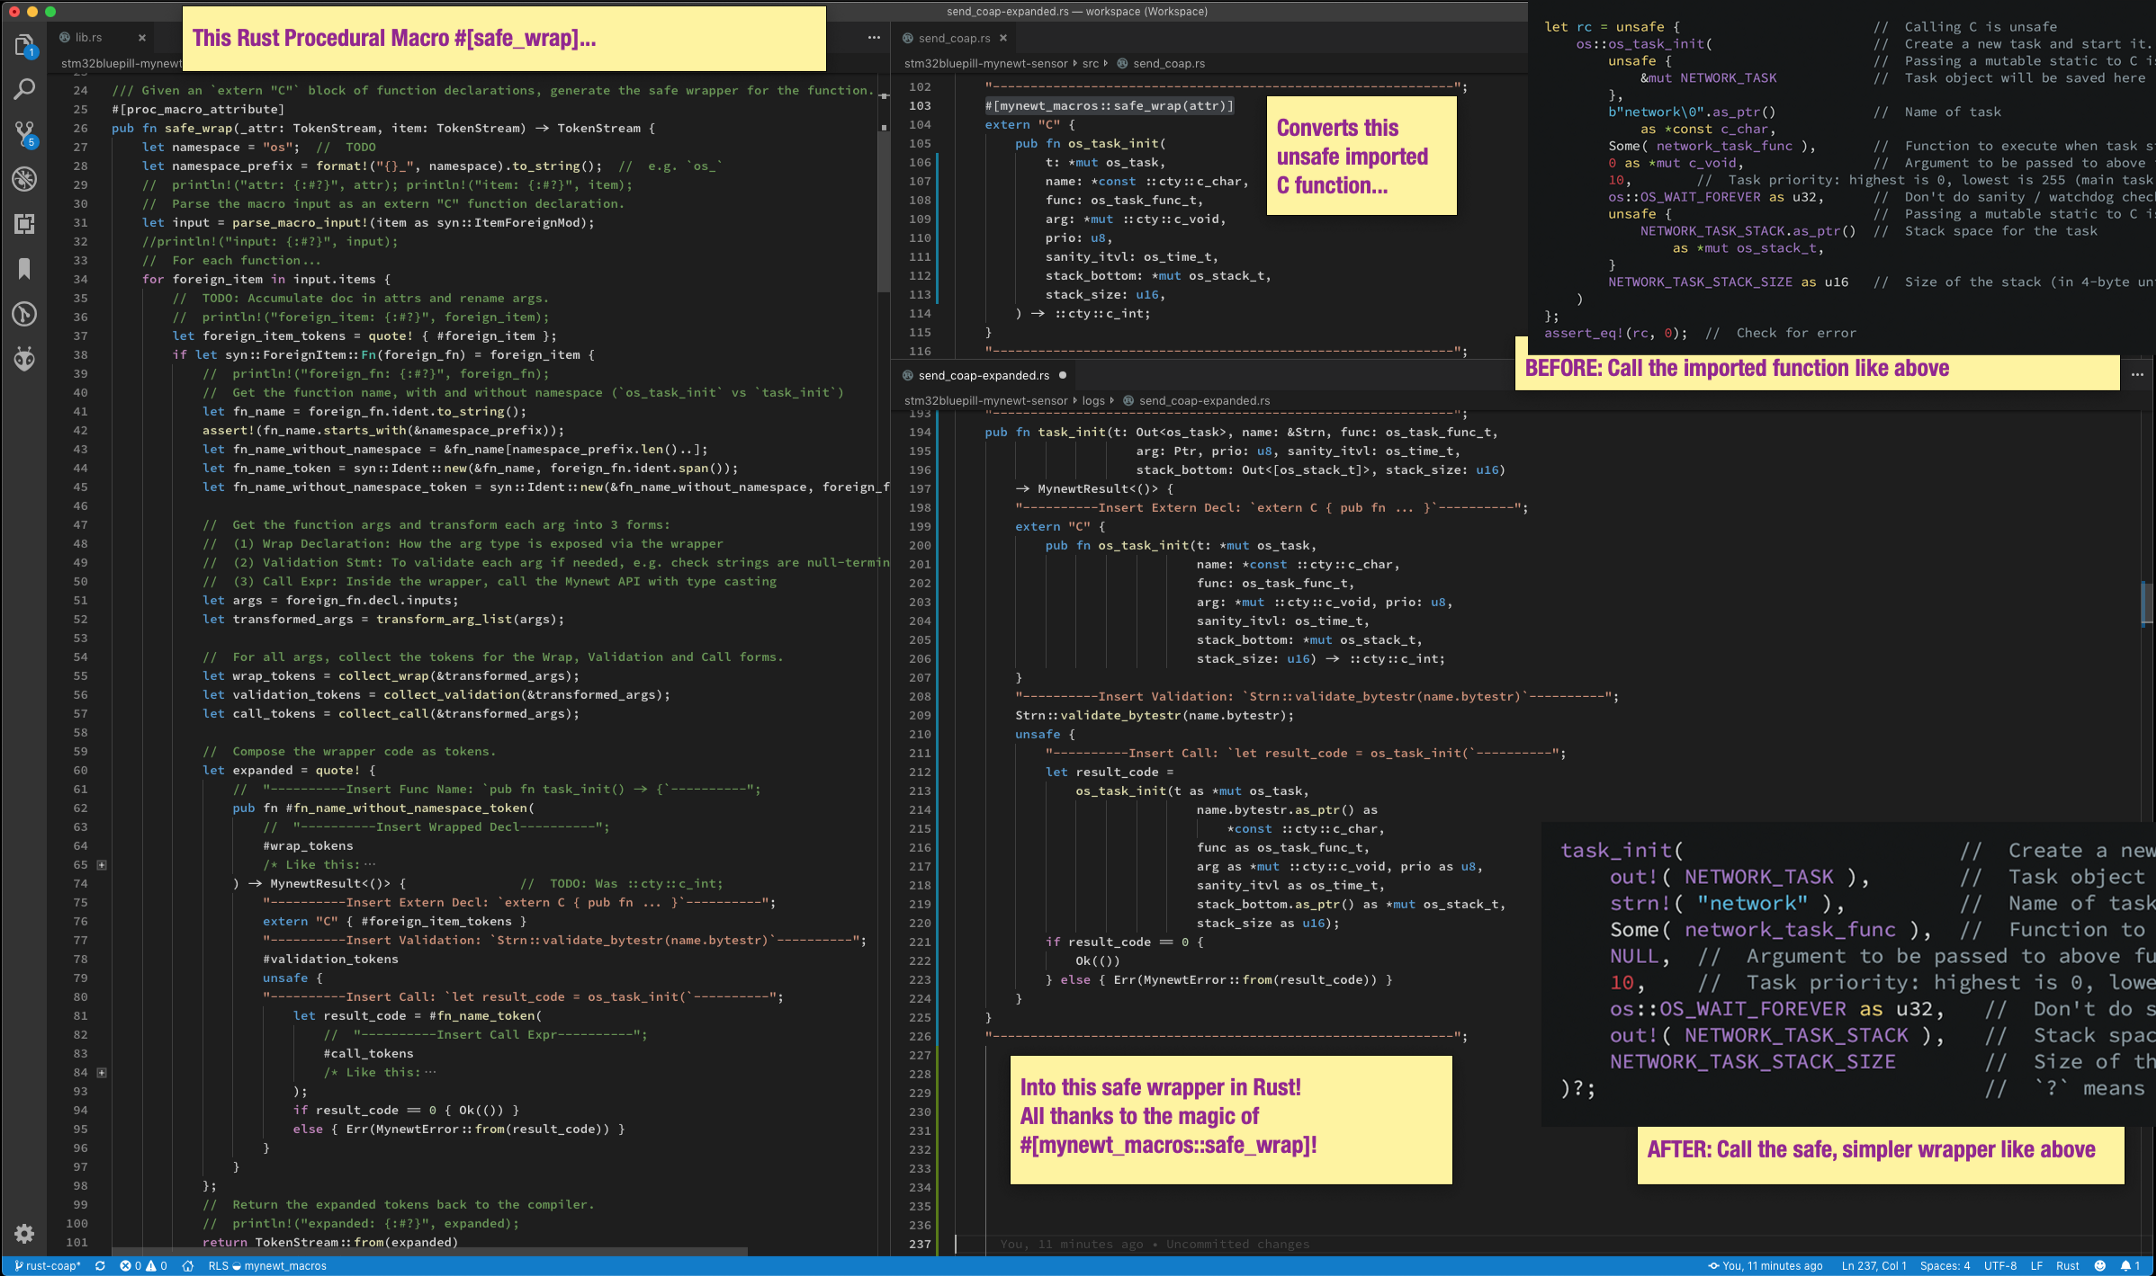 send_coap-expanded.rs — workspace (Workspace)
lib.rs
stm32bluepill-mynewt
This Rust Procedural Macro #[safe_wrap]...
24 /// Given an `extern "C"` block of function declarations, generate the safe wrapper for the function.
25 #[proc_macro_attribute]
26 pub fn safe_wrap(_attr: TokenStream, item: TokenStream) → TokenStream {
27 let namespace = "os"; // TODO
28 let namespace_prefix = format!("{}_", namespace).to_string(); // e.g. `os_`
29 // println!("attr: {:#?}", attr); println!("item: {:#?}", item);
30 // Parse the macro input as an extern "C" function declaration.
31 let input = parse_macro_input!(item as syn::ItemForeignMod);
32 //println!("input: {:#?}", input);
33 // For each function...
34 for foreign_item in input.items {
35 // TODO: Accumulate doc in attrs and rename args.
36 // println!("foreign_item: {:#?}", foreign_item);
37 let foreign_item_tokens = quote! { #foreign_item };
38 if let syn::ForeignItem::Fn(foreign_fn) = foreign_item {
39 // println!("foreign_fn: {:#?}", foreign_fn);
40 // Get the function name, with and without namespace (`os_task_init` vs `task_init`)
41 let fn_name = foreign_fn.ident.to_string();
42 assert!(fn_name.starts_with(&namespace_prefix));
43 let fn_name_without_namespace = &fn_name[namespace_prefix.len()..];
44 let fn_name_token = syn::Ident::new(&fn_name, foreign_fn.ident.span());
45 let fn_name_without_namespace_token = syn::Ident::new(&fn_name_without_namespace, foreign_f
46
47 // Get the function args and transform each arg into 3 forms:
48 // (1) Wrap Declaration: How the arg type is exposed via the wrapper
49 // (2) Validation Stmt: To validate each arg if needed, e.g. check strings are null-termin
50 // (3) Call Expr: Inside the wrapper, call the Mynewt API with type casting
51 let args = foreign_fn.decl.inputs;
52 let transformed_args = transform_arg_list(args);
53
54 // For all args, collect the tokens for the Wrap, Validation and Call forms.
55 let wrap_tokens = collect_wrap(&transformed_args);
56 let validation_tokens = collect_validation(&transformed_args);
57 let call_tokens = collect_call(&transformed_args);
58
59 // Compose the wrapper code as tokens.
60 let expanded = quote! {
61 // "----------Insert Func Name: `pub fn task_init() → {`----------";
62 pub fn #fn_name_without_namespace_token(
63 // "----------Insert Wrapped Decl----------";
64 #wrap_tokens
65 /* Like this:⋯
74 ) → MynewtResult<()> { // TODO: Was ::cty::c_int;
75 "----------Insert Extern Decl: `extern C { pub fn ... }`----------";
76 extern "C" { #foreign_item_tokens }
77 "----------Insert Validation: `Strn::validate_bytestr(name.bytestr)`----------";
78 #validation_tokens
79 unsafe {
80 "----------Insert Call: `let result_code = os_task_init(`----------";
81 let result_code = #fn_name_token(
82 // "----------Insert Call Expr----------";
83 #call_tokens
84 /* Like this:⋯
93 );
94 if result_code == 0 { Ok(()) }
95 else { Err(MynewtError::from(result_code)) }
96 }
97 }
98 };
99 // Return the expanded tokens back to the compiler.
100 // println!("expanded: {:#?}", expanded);
101 return TokenStream::from(expanded)
send_coap.rs
stm32bluepill-mynewt-sensor › src › send_coap.rs
102 "-------------------------------------------------------------";
103 #[mynewt_macros::safe_wrap(attr)]
104 extern "C" {
105 pub fn os_task_init(
106 t: *mut os_task,
107 name: *const ::cty::c_char,
108 func: os_task_func_t,
109 arg: *mut ::cty::c_void,
110 prio: u8,
111 sanity_itvl: os_time_t,
112 stack_bottom: *mut os_stack_t,
113 stack_size: u16,
114 ) → ::cty::c_int;
115 }
116 "-------------------------------------------------------------";
Converts this
unsafe imported
C function...
let rc = unsafe { // Calling C is unsafe
os::os_task_init( // Create a new task and start it.
unsafe { // Passing a mutable static to C i
&mut NETWORK_TASK // Task object will be saved here
},
b"network\0".as_ptr() // Name of task
as *const c_char,
Some( network_task_func ), // Function to execute when task s
0 as *mut c_void, // Argument to be passed to above
10, // Task priority: highest is 0, lowest is 255 (main task
os::OS_WAIT_FOREVER as u32, // Don't do sanity / watchdog chec
unsafe { // Passing a mutable static to C i
NETWORK_TASK_STACK.as_ptr() // Stack space for the task
as *mut os_stack_t,
}
NETWORK_TASK_STACK_SIZE as u16 // Size of the stack (in 4-byte un
)
};
assert_eq!(rc, 0); // Check for error
BEFORE: Call the imported function like above
send_coap-expanded.rs
stm32bluepill-mynewt-sensor › logs › send_coap-expanded.rs
193 "-------------------------------------------------------------";
194 pub fn task_init(t: Out<os_task>, name: &Strn, func: os_task_func_t,
195 arg: Ptr, prio: u8, sanity_itvl: os_time_t,
196 stack_bottom: Out<[os_stack_t]>, stack_size: u16)
197 → MynewtResult<()> {
198 "----------Insert Extern Decl: `extern C { pub fn ... }`----------";
199 extern "C" {
200 pub fn os_task_init(t: *mut os_task,
201 name: *const ::cty::c_char,
202 func: os_task_func_t,
203 arg: *mut ::cty::c_void, prio: u8,
204 sanity_itvl: os_time_t,
205 stack_bottom: *mut os_stack_t,
206 stack_size: u16) → ::cty::c_int;
207 }
208 "----------Insert Validation: `Strn::validate_bytestr(name.bytestr)`----------";
209 Strn::validate_bytestr(name.bytestr);
210 unsafe {
211 "----------Insert Call: `let result_code = os_task_init(`----------";
212 let result_code =
213 os_task_init(t as *mut os_task,
214 name.bytestr.as_ptr() as
215 *const ::cty::c_char,
216 func as os_task_func_t,
217 arg as *mut ::cty::c_void, prio as u8,
218 sanity_itvl as os_time_t,
219 stack_bottom.as_ptr() as *mut os_stack_t,
220 stack_size as u16);
221 if result_code == 0 {
222 Ok(())
223 } else { Err(MynewtError::from(result_code)) }
224 }
225 }
226 "-------------------------------------------------------------";
227
228
229
230
231
232
233
234
235
236
237 You, 11 minutes ago • Uncommitted changes
Into this safe wrapper in Rust!
All thanks to the magic of
#[mynewt_macros::safe_wrap]!
task_init( // Create a new
out!( NETWORK_TASK ), // Task object
strn!( "network" ), // Name of task
Some( network_task_func ), // Function to
NULL, // Argument to be passed to above fu
10, // Task priority: highest is 0, lowe
os::OS_WAIT_FOREVER as u32, // Don't do s
out!( NETWORK_TASK_STACK ), // Stack spac
NETWORK_TASK_STACK_SIZE // Size of th
)?; // `?` means
AFTER: Call the safe, simpler wrapper like above
1
5
rust-coap* 0 0 RLS mynewt_macros
You, 11 minutes ago Ln 237, Col 1 Spaces: 4 UTF-8 LF Rust 1